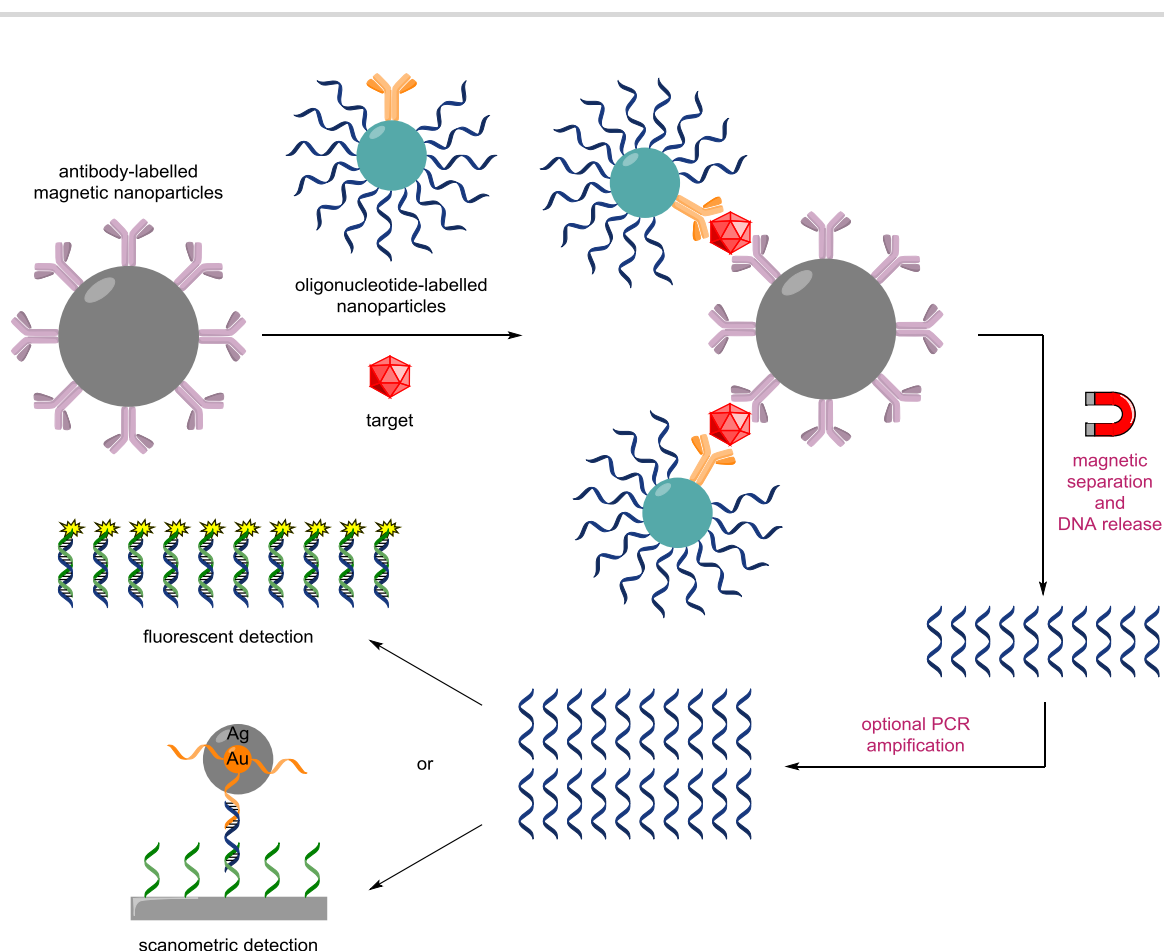 antibody-labelled
magnetic nanoparticles
oligonucleotide-labelled
nanoparticles
target
magnetic
separation
and
DNA release
optional PCR
ampification
or
fluorescent detection
Ag
Au
scanometric detection